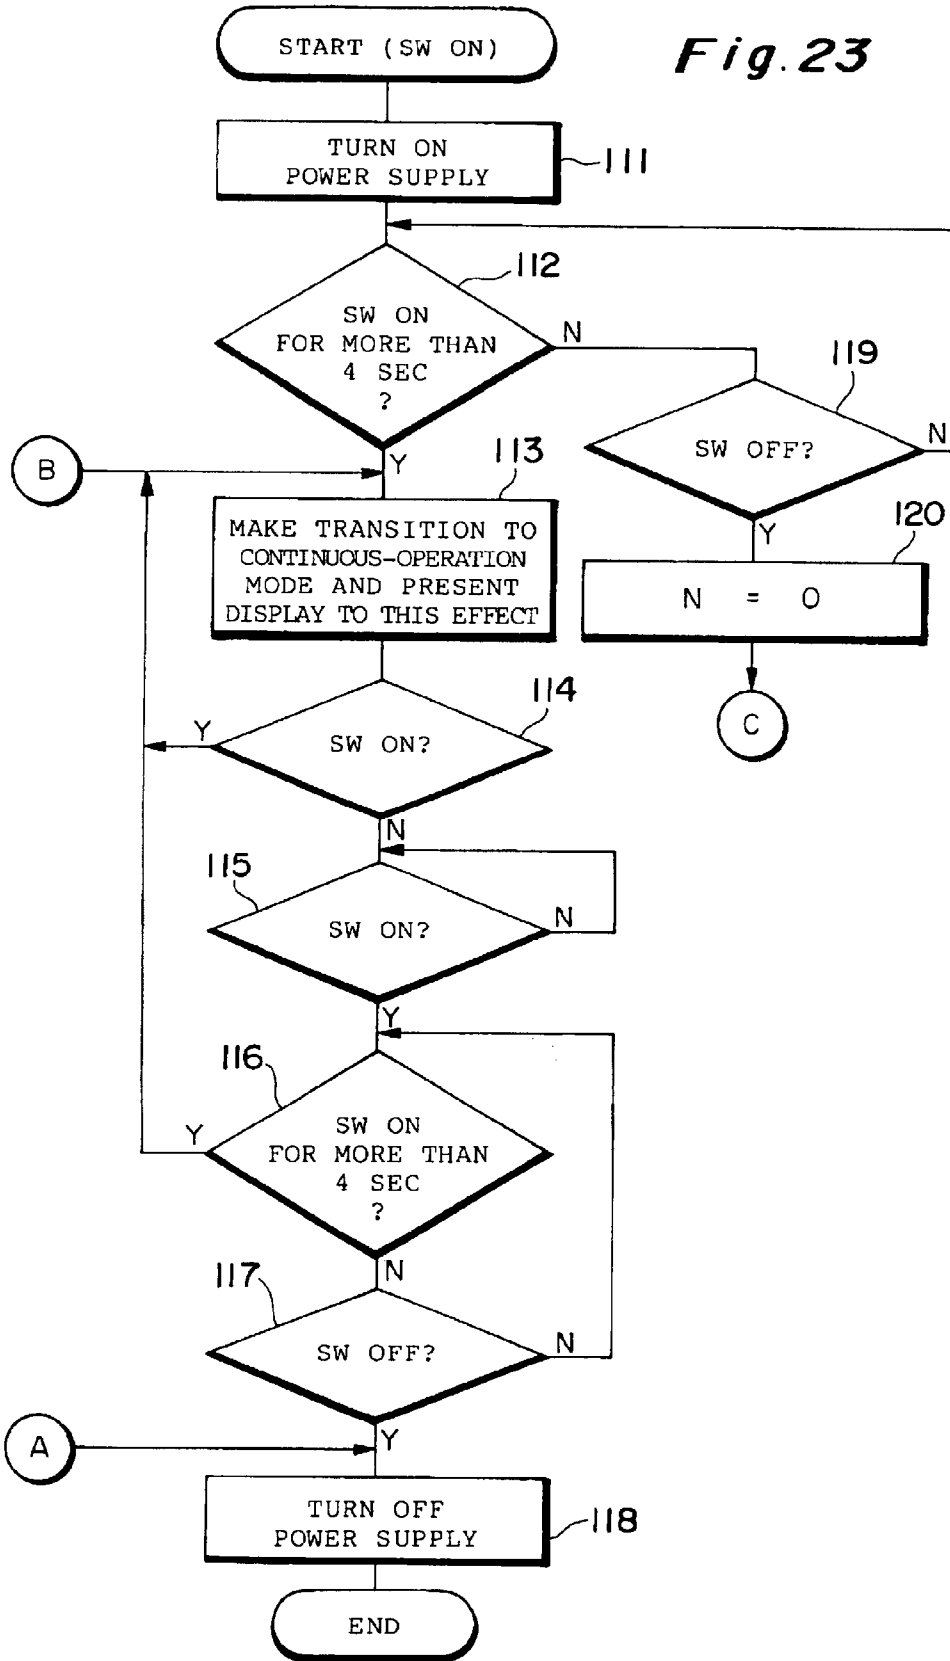 START (SW ON)
Fig. 23
TURN ON
POWER SUPPLY
111
112
SW ON
FOR MORE THAN
4 SEC
?
N
Y
119
SW OFF?
N
Y
B
113
MAKE TRANSITION TO
CONTINUOUS-OPERATION
MODE AND PRESENT
DISPLAY TO THIS EFFECT
120
N = 0
C
114
SW ON?
Y
N
115
SW ON?
N
Y
116
SW ON
FOR MORE THAN
4 SEC
?
Y
N
117
SW OFF?
N
Y
A
TURN OFF
POWER SUPPLY
118
END